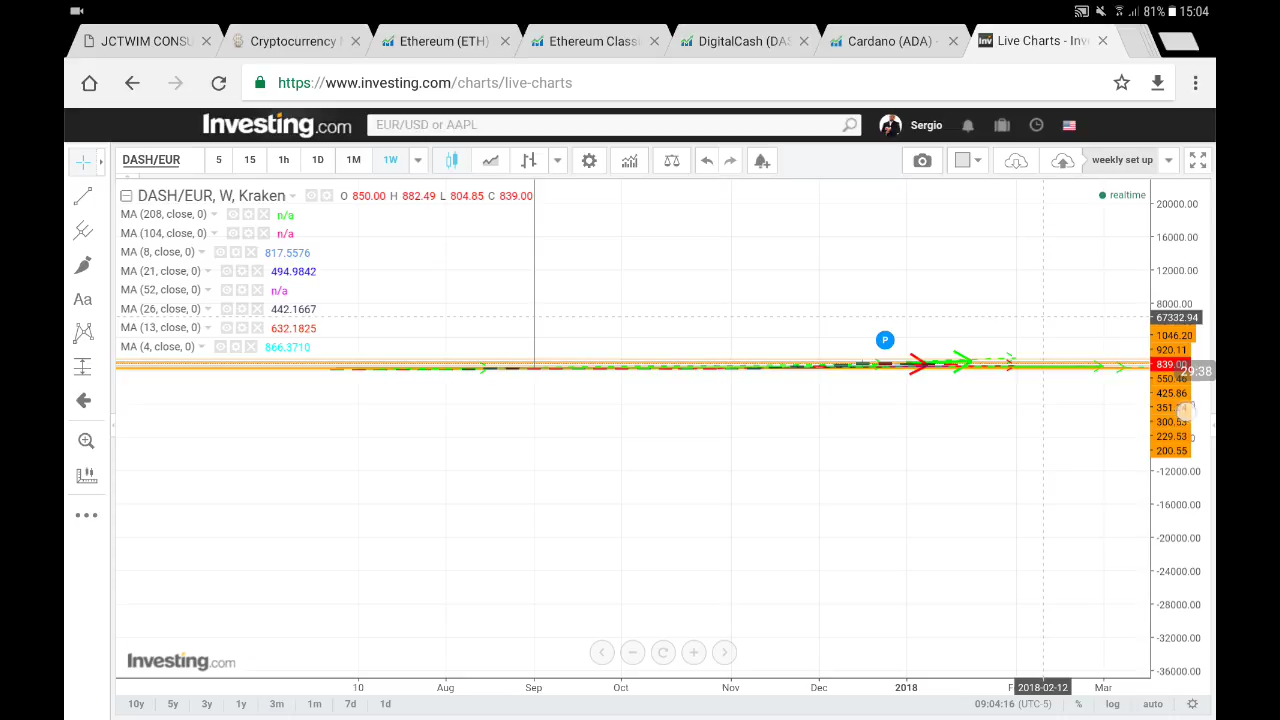 81% 15:04
JCTWIM CONSU
Cryptocurrency M
Ethereum (ETH)
Ethereum Classi
DigitalCash (DAS
Cardano (ADA) -
Inv Live Charts - Inve
https://www.investing.com/charts/live-charts
Investing.com EUR/USD or AAPL Sergio
DASH/EUR 5 15 1h 1D 1M 1W weekly set up
DASH/EUR, W, Kraken O 850.00 H 882.49 L 804.85 C 839.00 realtime
MA (208, close, 0) n/a
MA (104, close, 0) n/a
MA (8, close, 0) 817.5576
MA (21, close, 0) 494.9842
MA (52, close, 0) n/a
MA (26, close, 0) 442.1667
MA (13, close, 0) 632.1825
MA (4, close, 0) 866.3710
Aa
P
20000.00
16000.00
12000.00
8000.00
67332.94
1046.20
920.11
839.00
29:38
550.46
425.86
351.
300.53
229.53
200.55
-12000.00
-16000.00
-20000.00
-24000.00
-28000.00
-32000.00
-36000.00
Investing.com
10 Aug Sep Oct Nov Dec 2018 F 2018-02-12 Mar
10y 5y 3y 1y 3m 1m 7d 1d 09:04:16 (UTC-5) % log auto